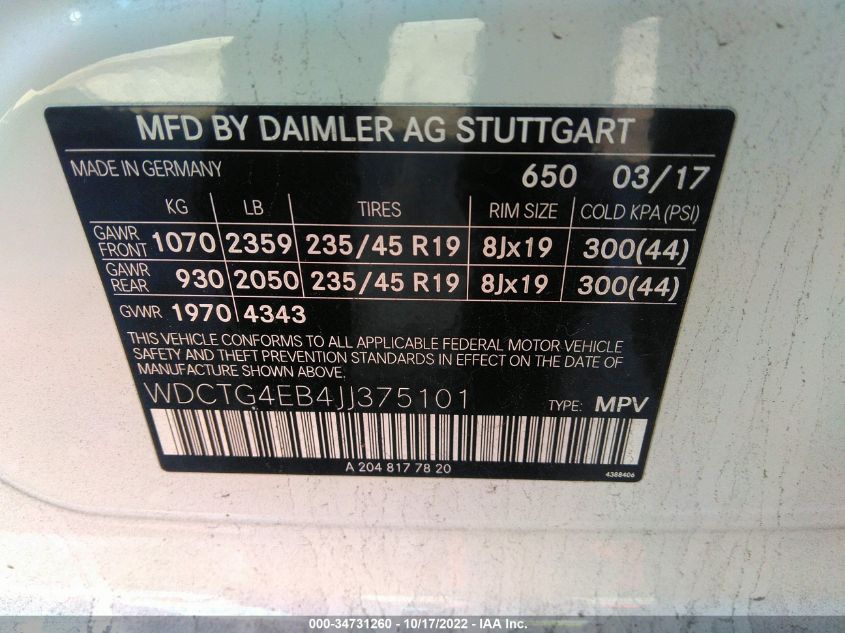 MFD BY DAIMLER AG STUTTGART
MADE IN GERMANY 650 03/17
KG LB TIRES RIM SIZE COLD KPA (PSI)
GAWR FRONT 1070 2359 235/45 R19 8Jx19 300(44)
GAWR REAR 930 2050 235/45 R19 8Jx19 300(44)
GVWR 1970 4343
THIS VEHICLE CONFORMS TO ALL APPLICABLE FEDERAL MOTOR VEHICLE
SAFETY AND THEFT PREVENTION STANDARDS IN EFFECT ON THE DATE OF
MANUFACTURE SHOWN ABOVE.
WDCTG4EB4JJ375101 TYPE: MPV
A 204 817 78 20 4388406
000-34731260 - 10/17/2022 - IAA Inc.